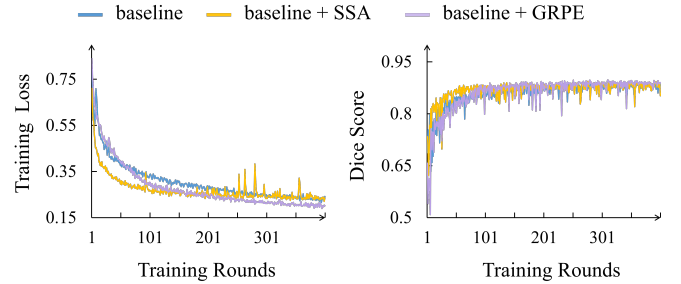 baseline baseline + SSA baseline + GRPE
Training Loss
0.75
0.55
0.35
0.15
1 101 201 301
Training Rounds
Dice Score
0.95
0.8
0.65
0.5
1 101 201 301
Training Rounds